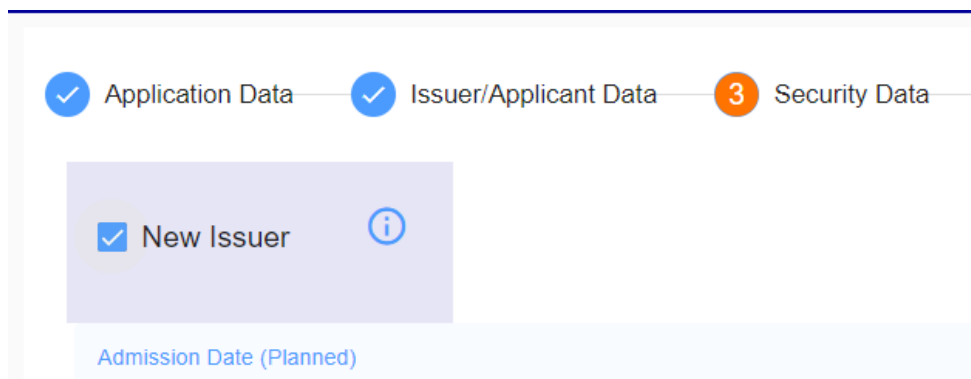 Application Data Issuer/Applicant Data 3 Security Data
New Issuer
Admission Date (Planned)